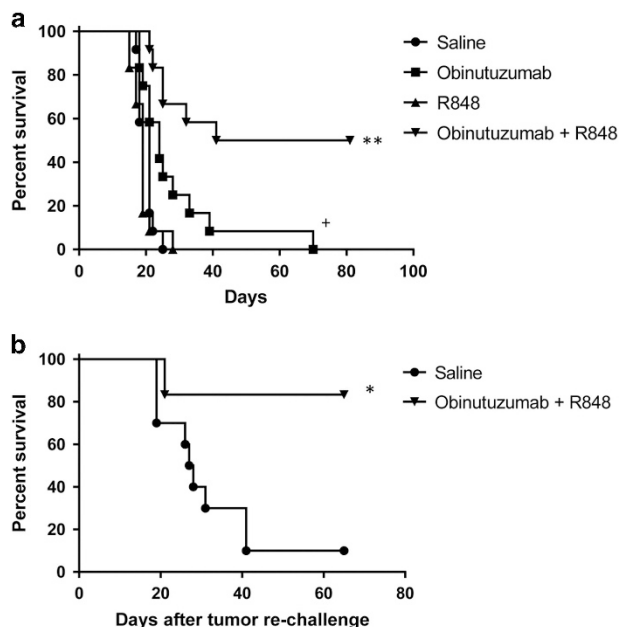 a
Percent survival
100
80
60
40
20
0
0 20 40 60 80 100
Days
**
+
Saline
Obinutuzumab
R848
Obinutuzumab + R848
b
Percent survival
100
80
60
40
20
0
0 20 40 60 80
Days after tumor re-challenge
*
Saline
Obinutuzumab + R848